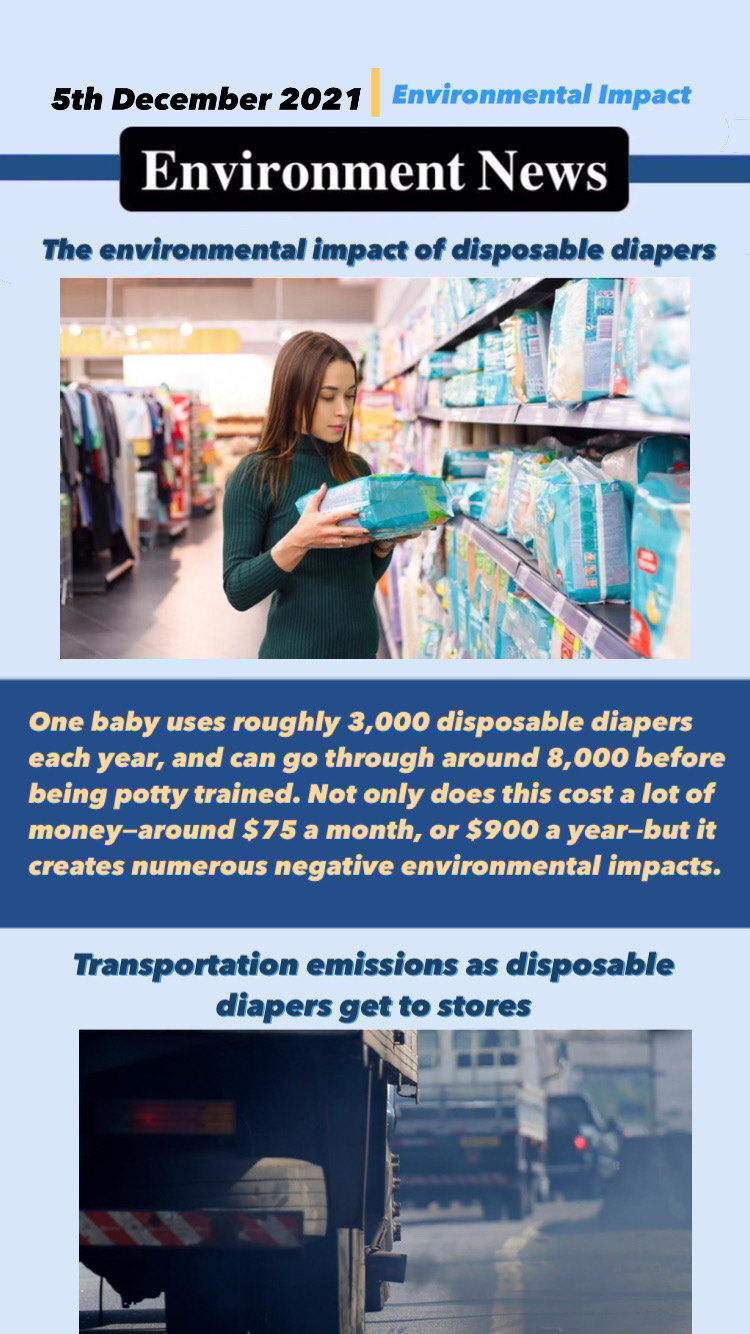 5th December 2021
Environmental Impact
Environment News
The environmental impact of disposable diapers
One baby uses roughly 3,000 disposable diapers
each year, and can go through around 8,000 before
being potty trained. Not only does this cost a lot of
money—around $75 a month, or $900 a year—but it
creates numerous negative environmental impacts.
Transportation emissions as disposable
diapers get to stores